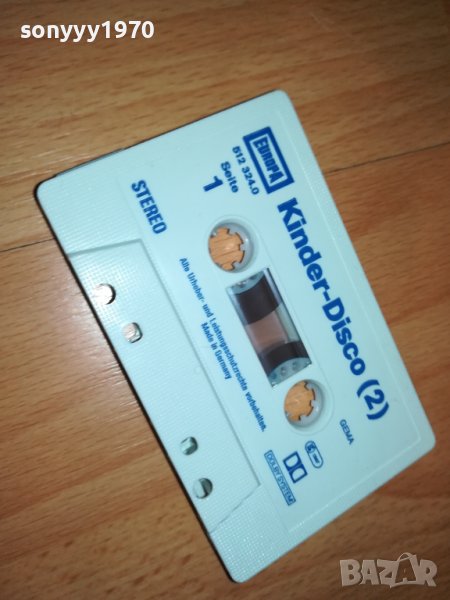 sonyyy1970
EUROPA
512 324.0
Seite
1
STEREO
Kinder-Disco (2)
Alle Urheber- und Leistungsschutzrechte vorbehalten.
Made in Germany
GEMA
DOLBY SYSTEM
BAZAR